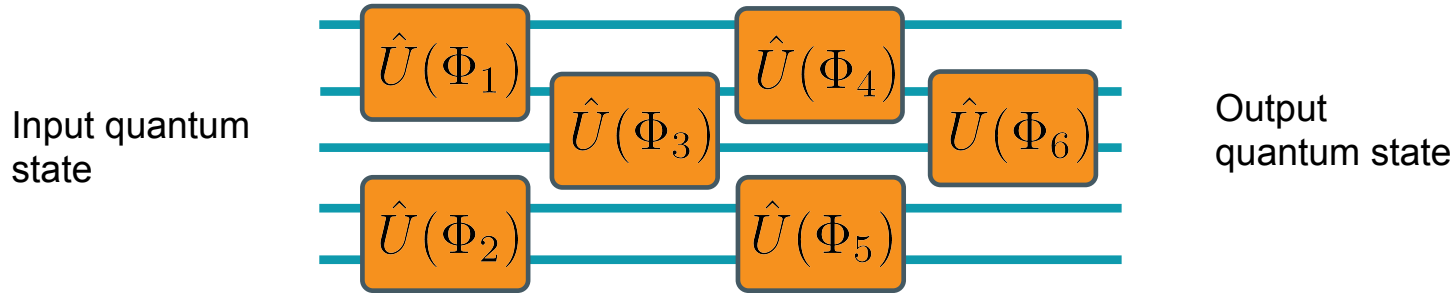 Input quantum
state
Û(Φ₁)
Û(Φ₂)
Û(Φ₃)
Û(Φ₄)
Û(Φ₅)
Û(Φ₆)
Output
quantum state